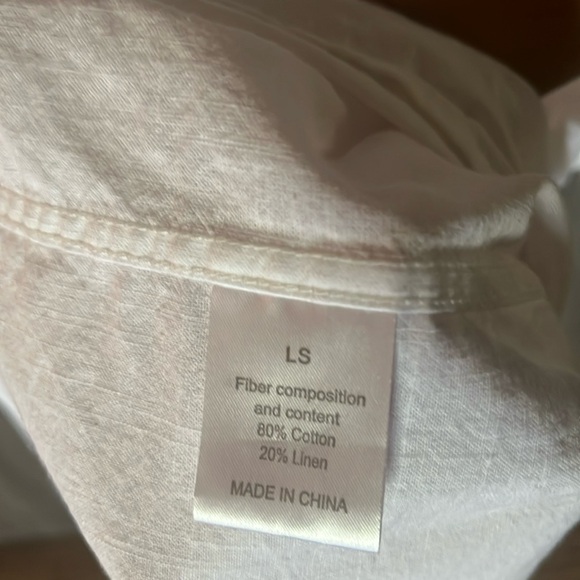 LS
Fiber composition
and content
80% Cotton
20% Linen
MADE IN CHINA